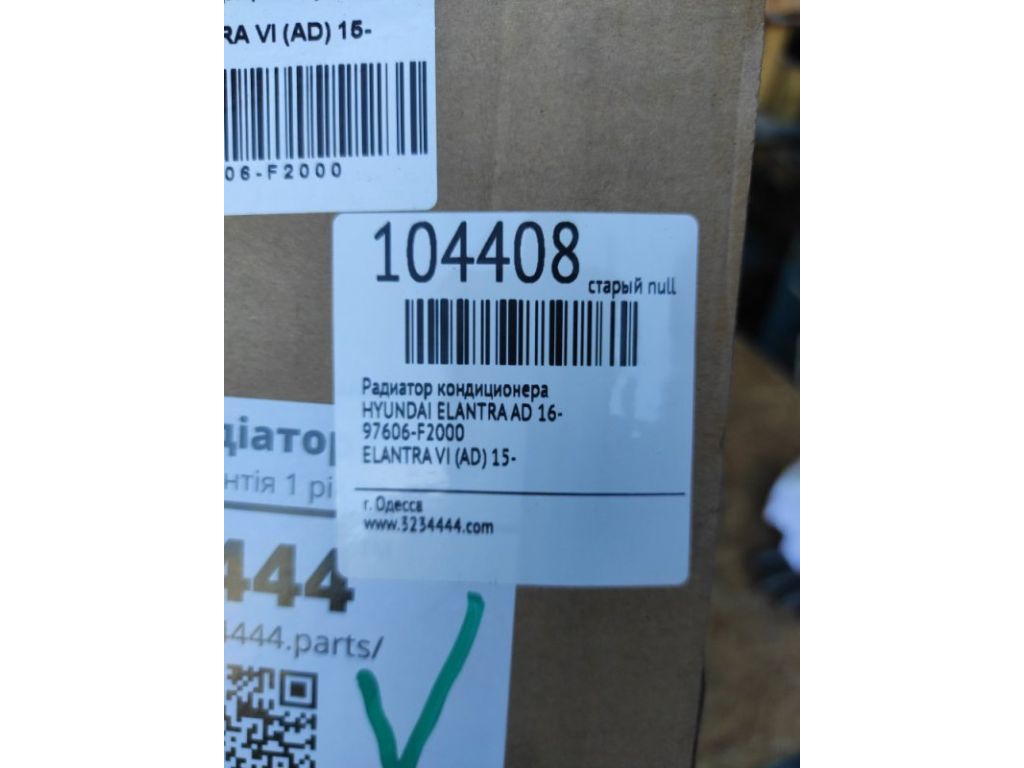 RA VI (AD) 15-
06-F2000
104408
старый null
Радиатор кондиционера
HYUNDAI ELANTRA AD 16-
97606-F2000
ELANTRA VI (AD) 15-
г. Одесса
www.3234444.com
діатор
нтія 1 рі
444
4444.parts/